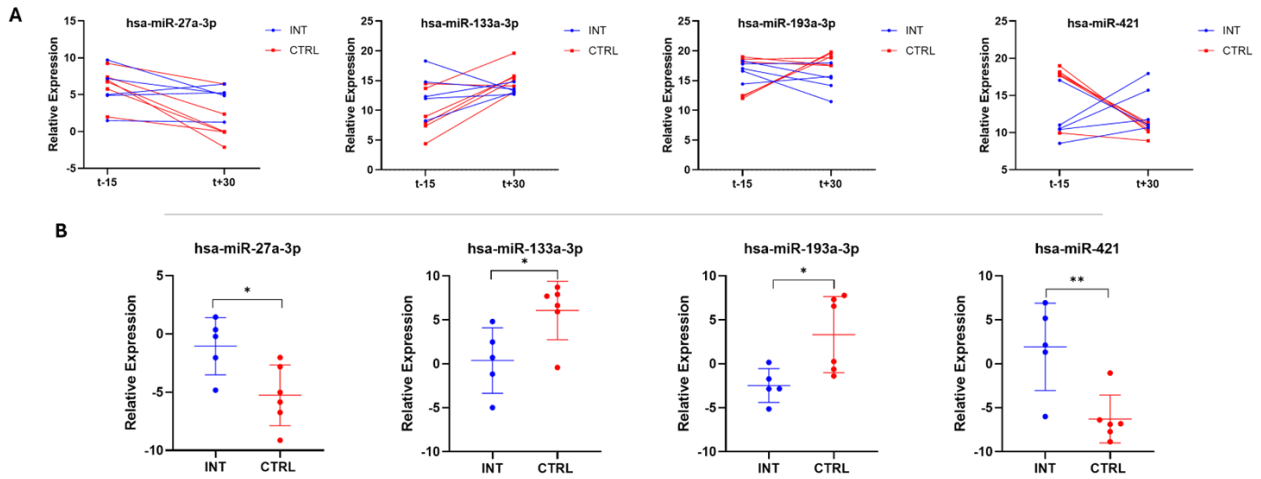 A
hsa-miR-27a-3p
INT
CTRL
Relative Expression
15
10
5
0
-5
t-15
t+30
hsa-miR-133a-3p
INT
CTRL
Relative Expression
25
20
15
10
5
0
t-15
t+30
hsa-miR-193a-3p
INT
CTRL
Relative Expression
25
20
15
10
5
0
t-15
t+30
hsa-miR-421
INT
CTRL
Relative Expression
25
20
15
10
5
t-15
t+30
B
hsa-miR-27a-3p
*
Relative Expression
5
0
-5
-10
INT
CTRL
hsa-miR-133a-3p
*
Relative Expression
10
5
0
-5
-10
INT
CTRL
hsa-miR-193a-3p
*
Relative Expression
10
5
0
-5
-10
INT
CTRL
hsa-miR-421
**
Relative Expression
10
5
0
-5
-10
INT
CTRL